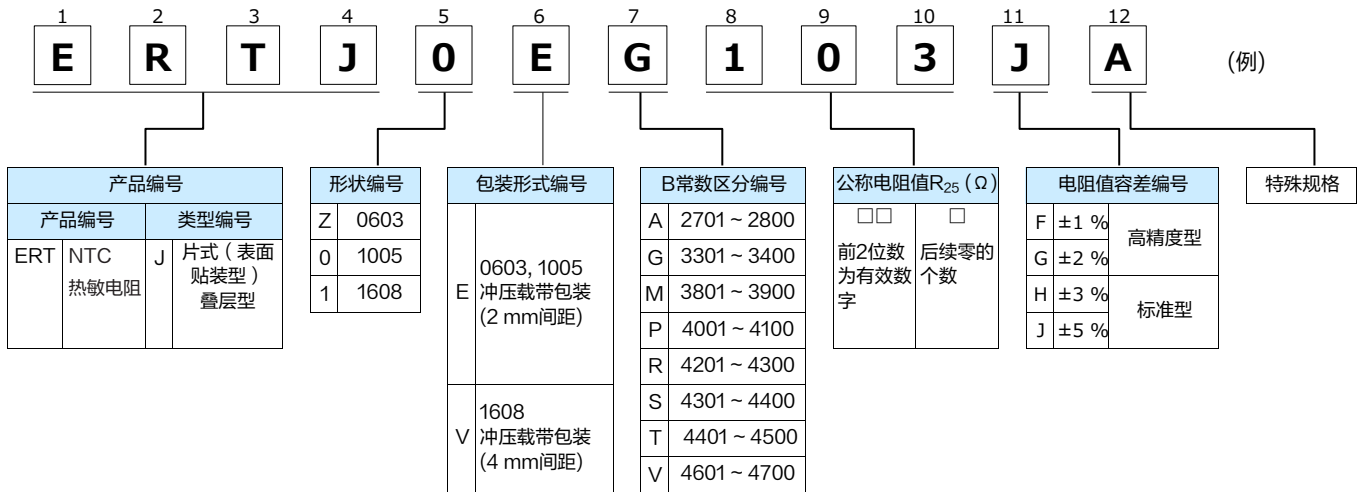 1 2 3 4 5 6 7 8 9 10 11 12
E R T J 0 E G 1 0 3 J A (例)
产品编号
产品编号 类型编号
ERT NTC 热敏电阻 J 片式(表面
贴装型)
叠层型
形状编号
Z 0603
0 1005
1 1608
包装形式编号
E 0603, 1005
冲压载带包装
(2 mm间距)
V 1608
冲压载带包装
(4 mm间距)
B常数区分编号
A 2701 ~ 2800
G 3301 ~ 3400
M 3801 ~ 3900
P 4001 ~ 4100
R 4201 ~ 4300
S 4301 ~ 4400
T 4401 ~ 4500
V 4601 ~ 4700
公称电阻值R25 (Ω)
□□ □
前2位数
为有效数
字
后续零的
个数
电阻值容差编号
F ±1 %
G ±2 %
高精度型
H ±3 %
J ±5 %
标准型
特殊规格